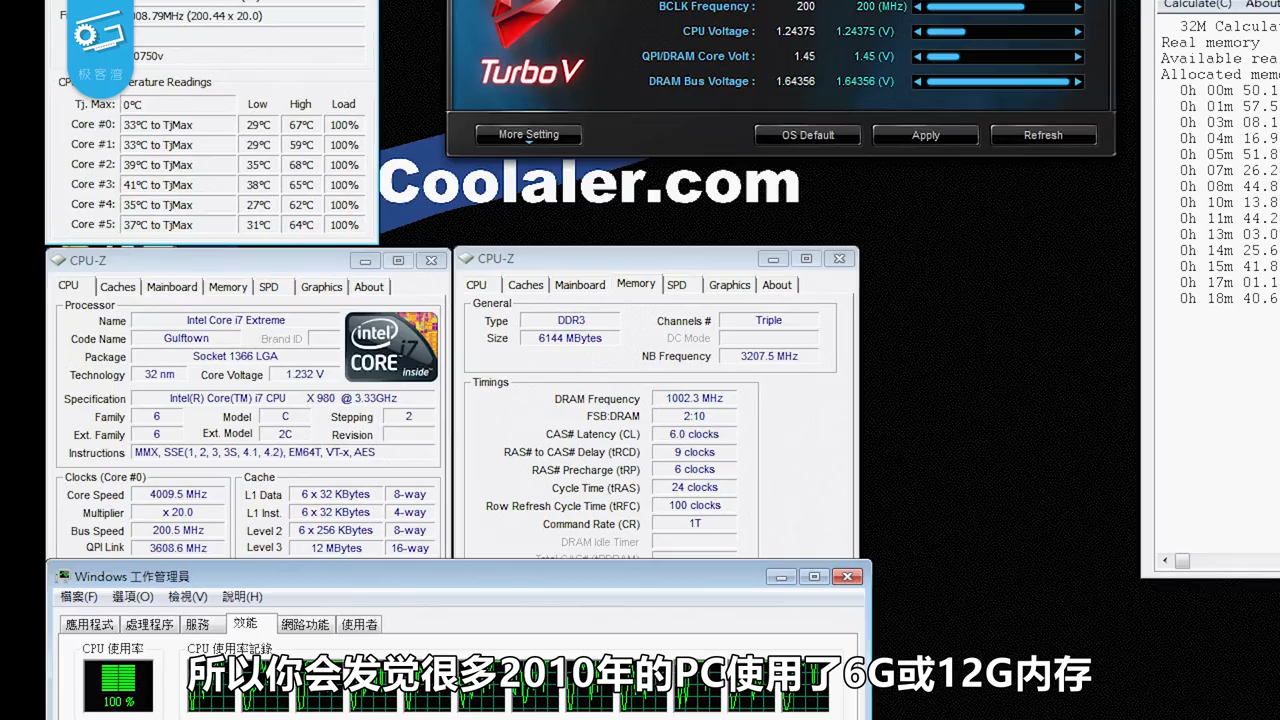 008.79MHz (200.44 x 20.0)
极客湾
0750v
Temperature Readings
Tj. Max: 0°C Low High Load
Core #0: 33°C to TjMax 29°C 67°C 100%
Core #1: 33°C to TjMax 29°C 59°C 100%
Core #2: 39°C to TjMax 35°C 68°C 100%
Core #3: 41°C to TjMax 38°C 65°C 100%
Core #4: 35°C to TjMax 27°C 62°C 100%
Core #5: 37°C to TjMax 31°C 64°C 100%
TurboV
BCLK Frequency : 200 200 (MHz)
CPU Voltage : 1.24375 1.24375 (V)
QPI/DRAM Core Volt : 1.45 1.45 (V)
DRAM Bus Voltage : 1.64356 1.64356 (V)
More Setting OS Default Apply Refresh
Coolaler.com
Calculate(C) About
32M Calcula
Real memory
Available rea
Allocated mem
0h 00m 50.1
0h 01m 57.5
0h 03m 08.1
0h 04m 16.9
0h 05m 51.8
0h 07m 26.2
0h 08m 44.8
0h 10m 13.8
0h 11m 44.2
0h 13m 03.0
0h 14m 25.6
0h 15m 41.8
0h 17m 01.1
0h 18m 40.6
CPU-Z
CPU Caches Mainboard Memory SPD Graphics About
Processor
Name Intel Core i7 Extreme
Code Name Gulftown Brand ID
Package Socket 1366 LGA
Technology 32 nm Core Voltage 1.232 V
intel CORE i7 inside
Specification Intel(R) Core(TM) i7 CPU X 980 @ 3.33GHz
Family 6 Model C Stepping 2
Ext. Family 6 Ext. Model 2C Revision
Instructions MMX, SSE(1, 2, 3, 3S, 4.1, 4.2), EM64T, VT-x, AES
Clocks (Core #0) Cache
Core Speed 4009.5 MHz L1 Data 6 x 32 KBytes 8-way
Multiplier x 20.0 L1 Inst. 6 x 32 KBytes 4-way
Bus Speed 200.5 MHz Level 2 6 x 256 KBytes 8-way
QPI Link 3608.6 MHz Level 3 12 MBytes 16-way
CPU-Z
CPU Caches Mainboard Memory SPD Graphics About
General
Type DDR3 Channels # Triple
Size 6144 MBytes DC Mode
NB Frequency 3207.5 MHz
Timings
DRAM Frequency 1002.3 MHz
FSB:DRAM 2:10
CAS# Latency (CL) 6.0 clocks
RAS# to CAS# Delay (tRCD) 9 clocks
RAS# Precharge (tRP) 6 clocks
Cycle Time (tRAS) 24 clocks
Row Refresh Cycle Time (tRFC) 100 clocks
Command Rate (CR) 1T
DRAM Idle Timer
Windows 工作管理員
檔案(F) 選項(O) 檢視(V) 說明(H)
應用程式 處理程序 服務 效能 網路功能 使用者
CPU 使用率 CPU 使用率記錄
100 %
所以你会发觉很多2010年的PC使用了6G或12G内存